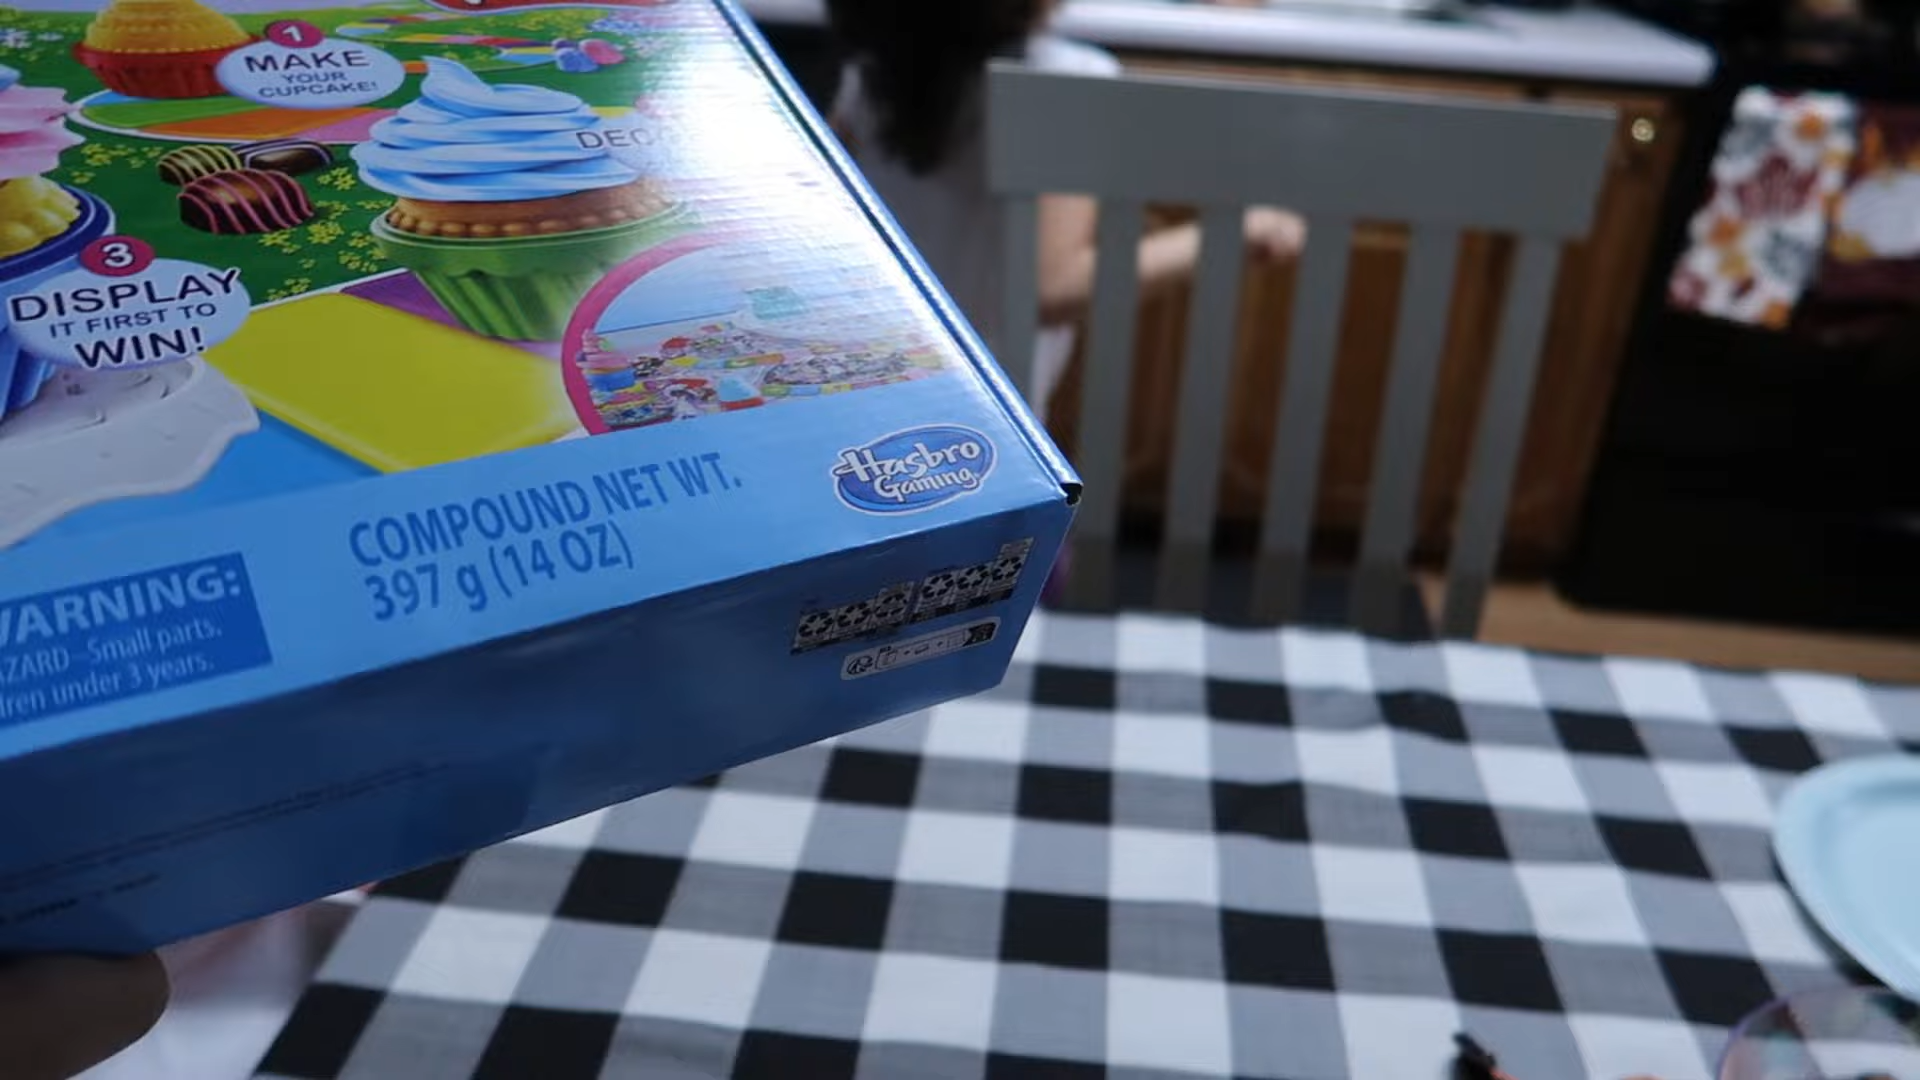 1
MAKE
YOUR
CUPCAKE!
3
DISPLAY
IT FIRST TO
WIN!
Hasbro
Gaming
COMPOUND NET WT.
397 g (14 OZ)
WARNING:
Small parts.
under 3 years.